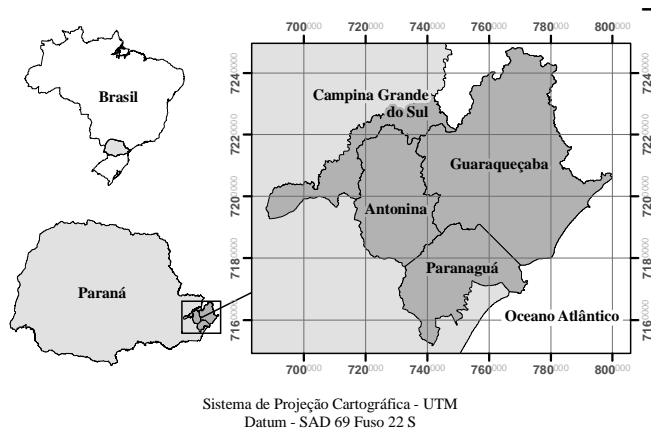 700000 720000 740000 760000 780000 800000
Brasil
Paraná
7240000
7220000
7200000
7180000
7160000
Campina Grande
do Sul
Guaraqueçaba
Antonina
Paranaguá
Oceano Atlântico
7240000
7220000
7200000
7180000
7160000
700000 720000 740000 760000 780000 800000
Sistema de Projeção Cartográfica - UTM
Datum - SAD 69 Fuso 22 S